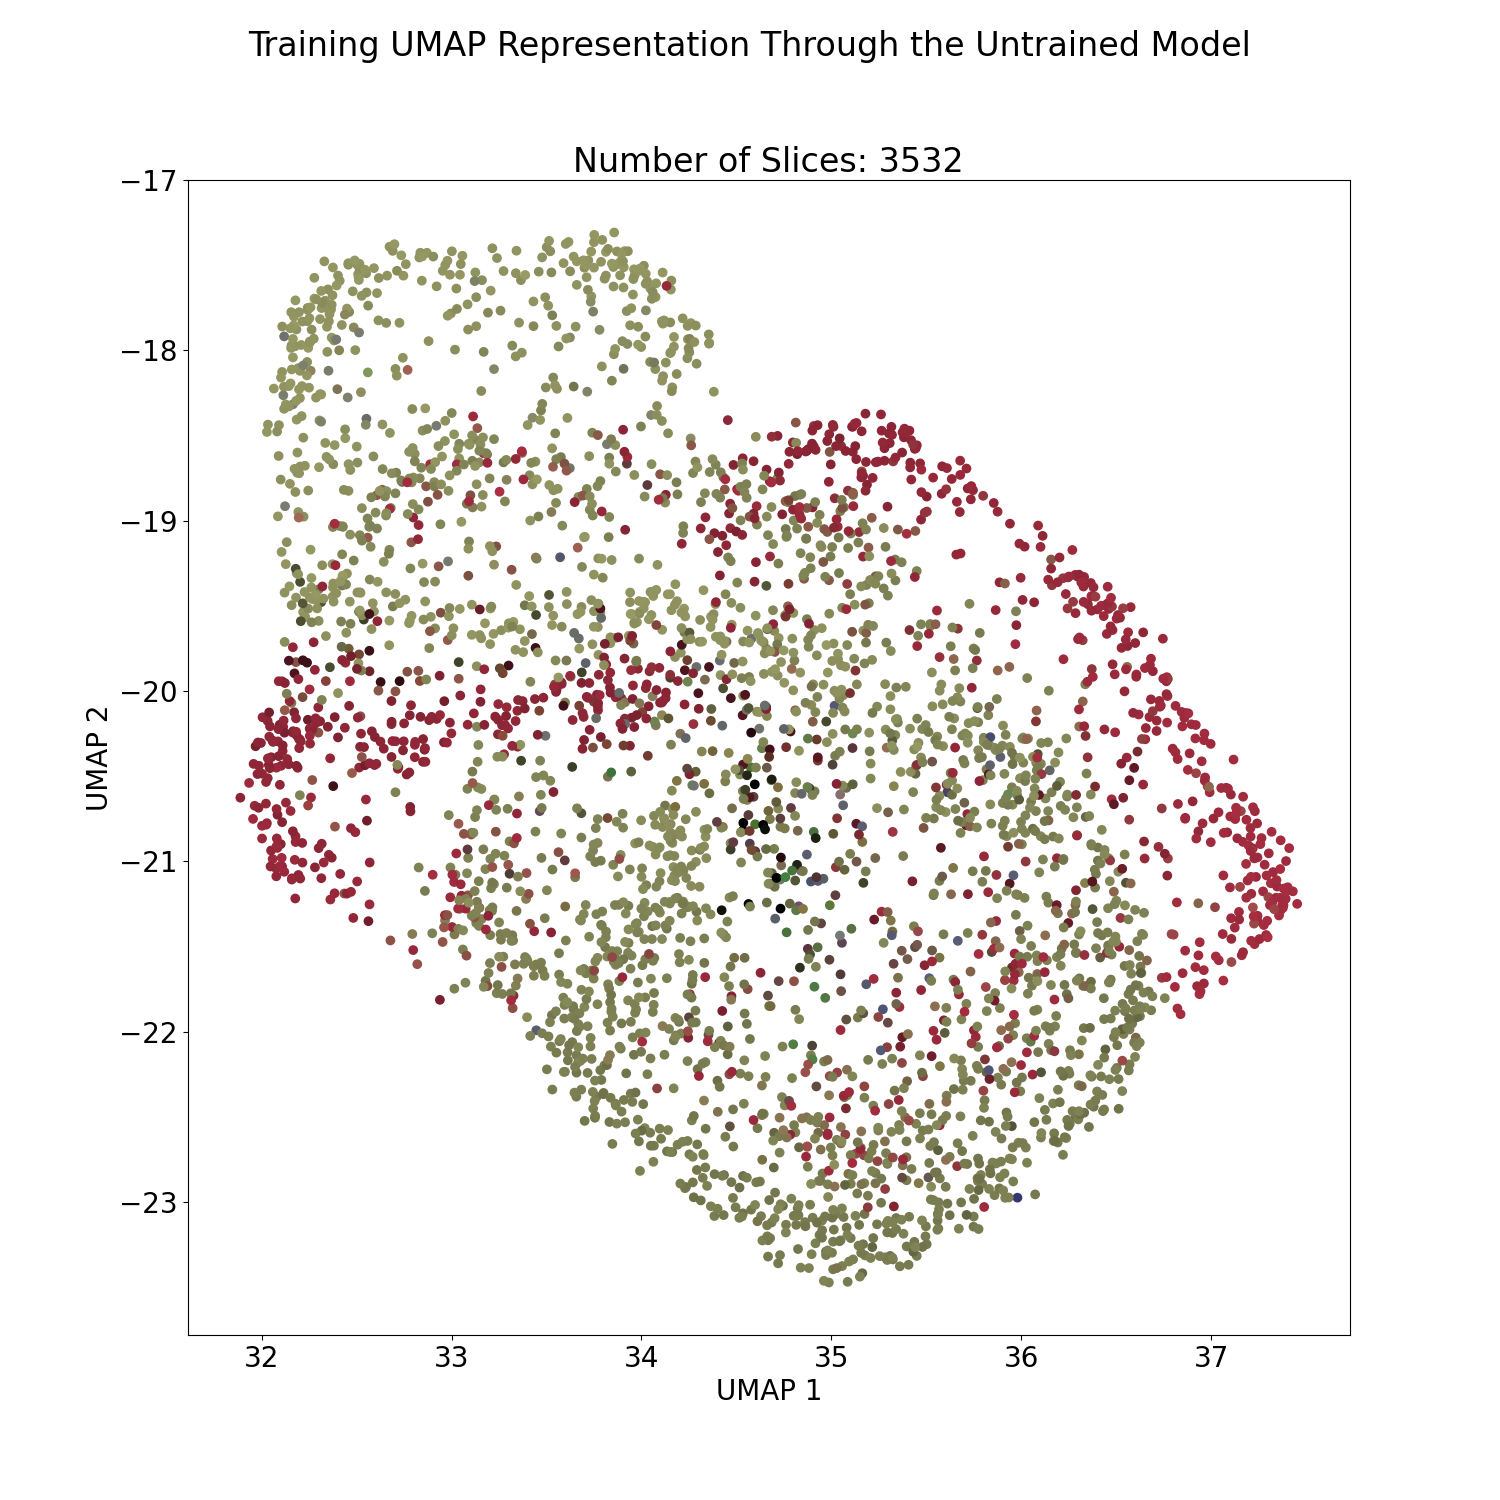 Training UMAP Representation Through the Untrained Model
Number of Slices: 3532
−17
−18
−19
−20
−21
−22
−23
UMAP 2
32 33 34 35 36 37
UMAP 1